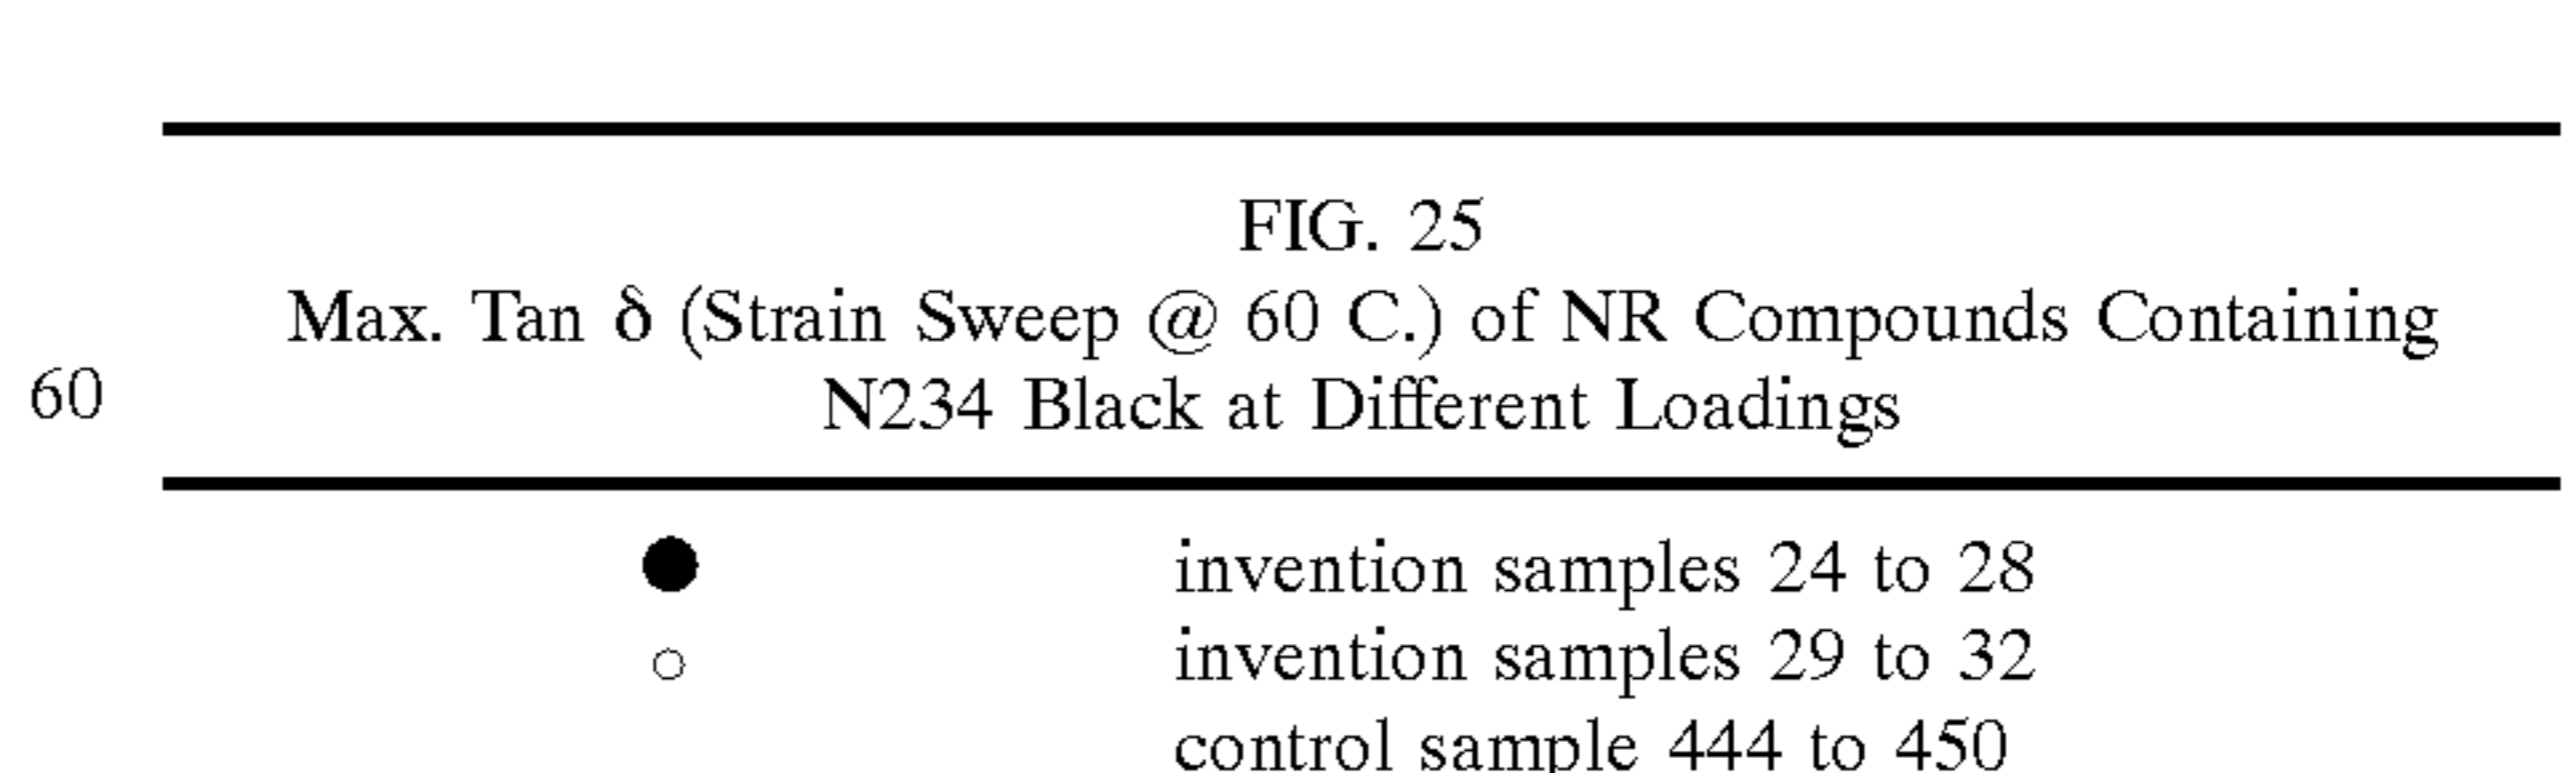 FIG. 25
Max. Tan δ (Strain Sweep @ 60 C.) of NR Compounds Containing
60
N234 Black at Different Loadings
● invention samples 24 to 28
○ invention samples 29 to 32
control sample 444 to 450